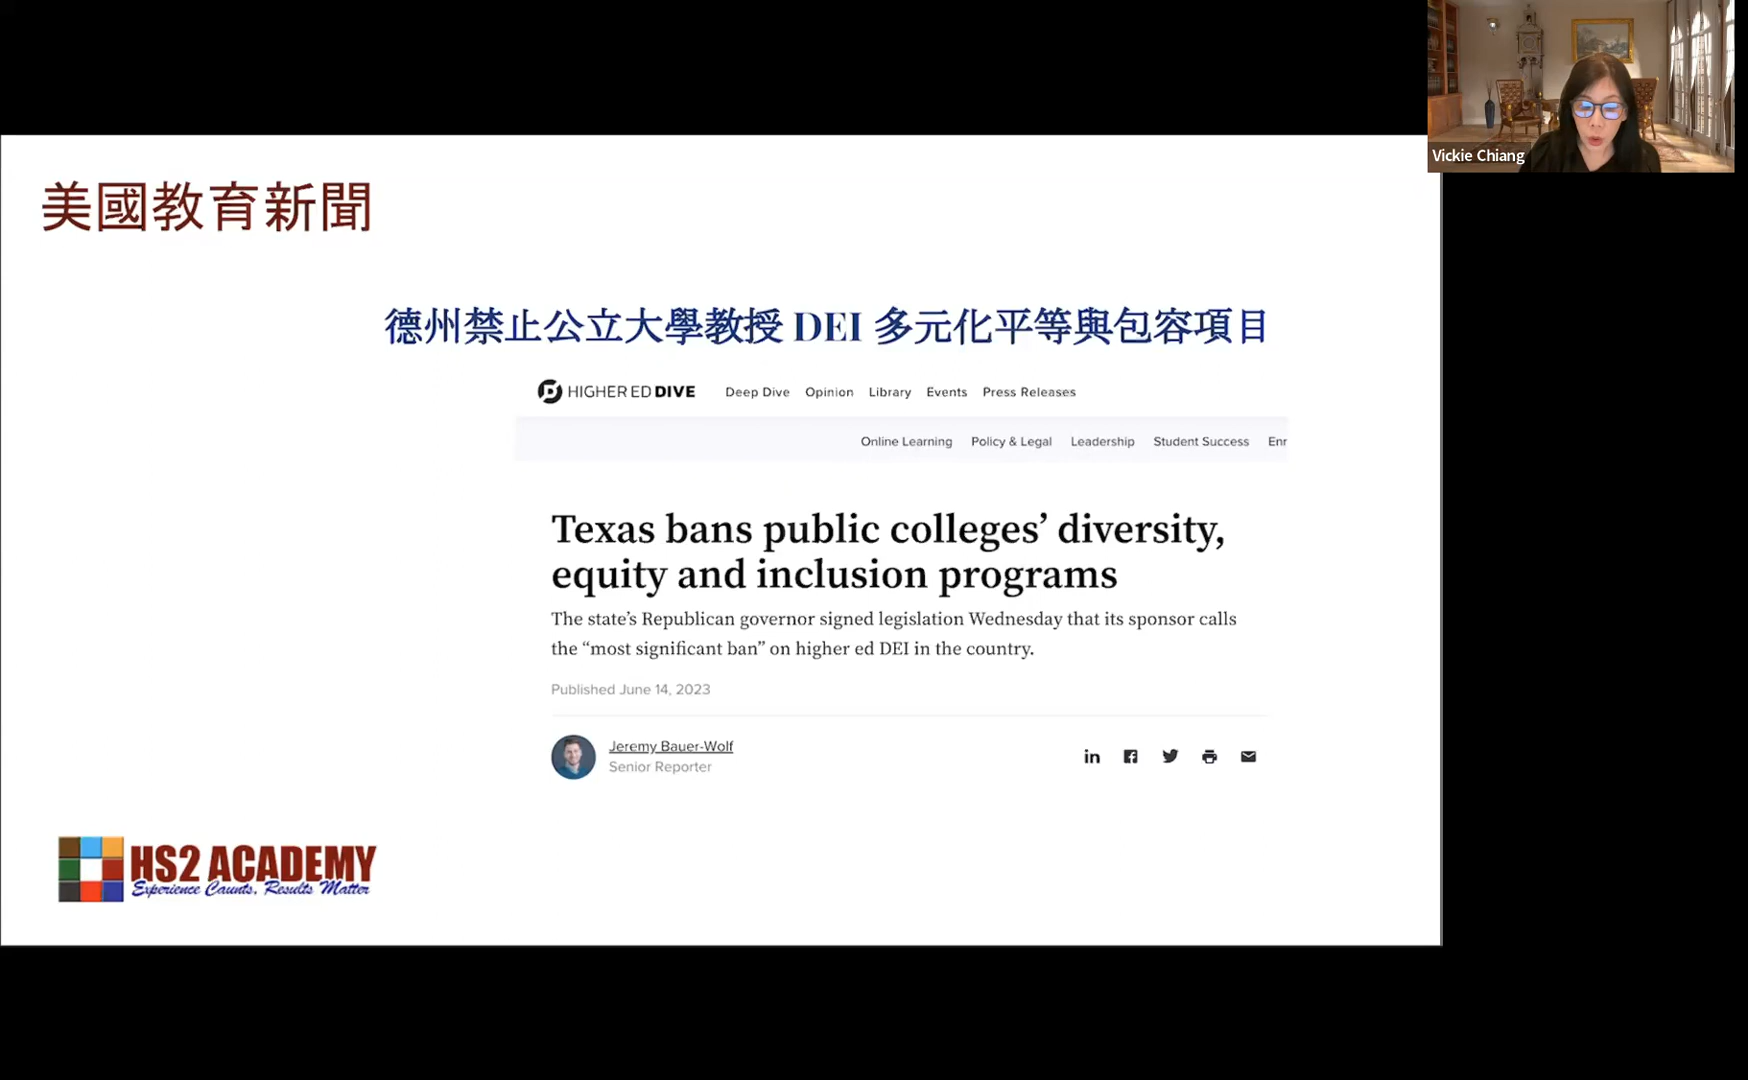 Vickie Chiang
美國教育新聞
德州禁止公立大學教授 DEI 多元化平等與包容項目
HIGHER ED DIVE Deep Dive Opinion Library Events Press Releases
Online Learning Policy & Legal Leadership Student Success Enr
Texas bans public colleges’ diversity,
equity and inclusion programs
The state’s Republican governor signed legislation Wednesday that its sponsor calls
the “most significant ban” on higher ed DEI in the country.
Published June 14, 2023
Jeremy Bauer-Wolf
Senior Reporter
HS2 ACADEMY
Experience Counts, Results Matter